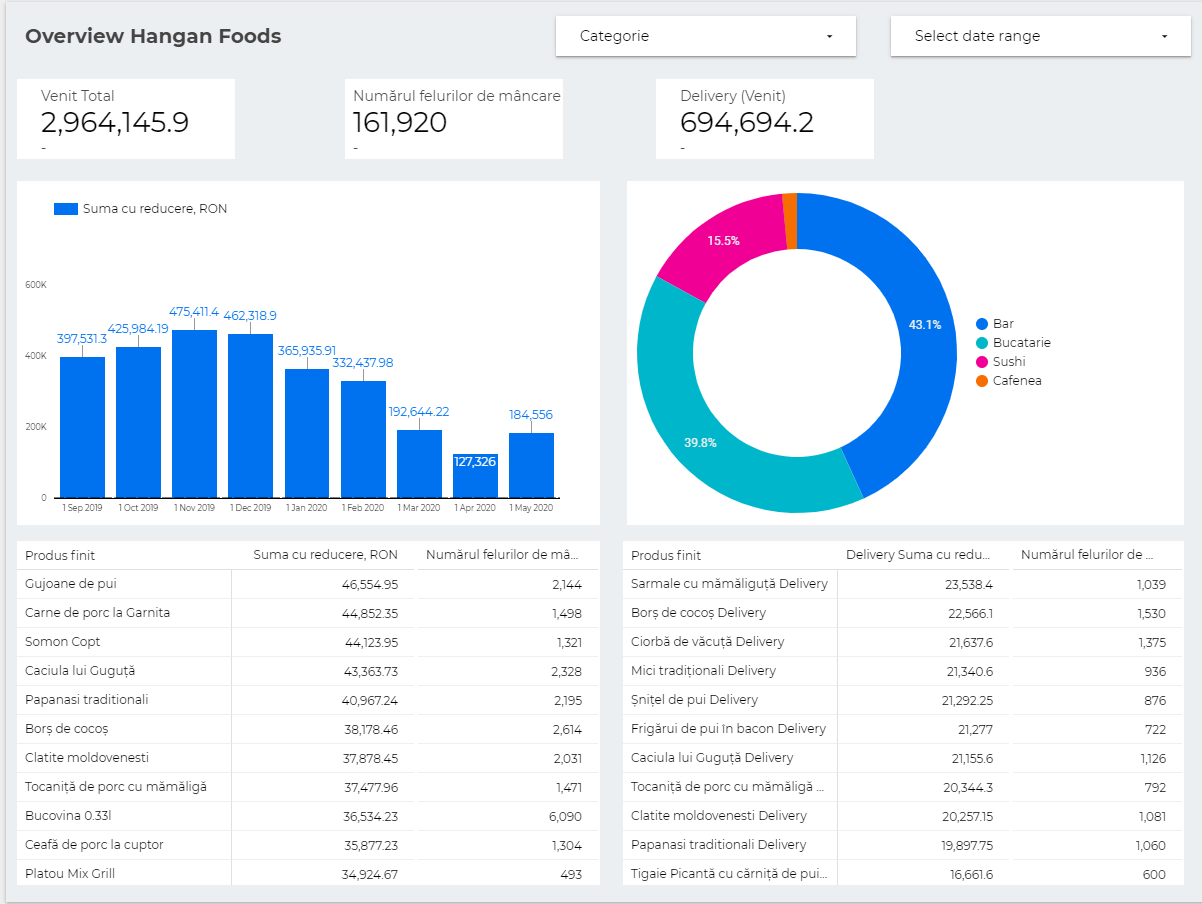 Overview Hangan Foods
Categorie
Select date range
Venit Total
2,964,145.9
-
Numărul felurilor de mâncare
161,920
-
Delivery (Venit)
694,694.2
-
Suma cu reducere, RON
600K
400K
200K
0
397,531.3
425,984.19
475,411.4
462,318.9
365,935.91
332,437.98
192,644.22
127,326
184,556
1 Sep 2019
1 Oct 2019
1 Nov 2019
1 Dec 2019
1 Jan 2020
1 Feb 2020
1 Mar 2020
1 Apr 2020
1 May 2020
15.5%
43.1%
39.8%
Bar
Bucatarie
Sushi
Cafenea
Produs finit Suma cu reducere, RON Numărul felurilor de mâ...
Gujoane de pui 46,554.95 2,144
Carne de porc la Garnita 44,852.35 1,498
Somon Copt 44,123.95 1,321
Caciula lui Guguță 43,363.73 2,328
Papanasi traditionali 40,967.24 2,195
Borș de cocoș 38,178.46 2,614
Clatite moldovenesti 37,878.45 2,031
Tocaniță de porc cu mămăligă 37,477.96 1,471
Bucovina 0.33l 36,534.23 6,090
Ceafă de porc la cuptor 35,877.23 1,304
Platou Mix Grill 34,924.67 493
Produs finit Delivery Suma cu redu... Numărul felurilor de ...
Sarmale cu mămăliguță Delivery 23,538.4 1,039
Borș de cocoș Delivery 22,566.1 1,530
Ciorbă de văcuță Delivery 21,637.6 1,375
Mici tradiționali Delivery 21,340.6 936
Șnițel de pui Delivery 21,292.25 876
Frigărui de pui în bacon Delivery 21,277 722
Caciula lui Guguță Delivery 21,155.6 1,126
Tocaniță de porc cu mămăligă ... 20,344.3 792
Clatite moldovenesti Delivery 20,257.15 1,081
Papanasi traditionali Delivery 19,897.75 1,060
Tigaie Picantă cu cărniță de pui... 16,661.6 600